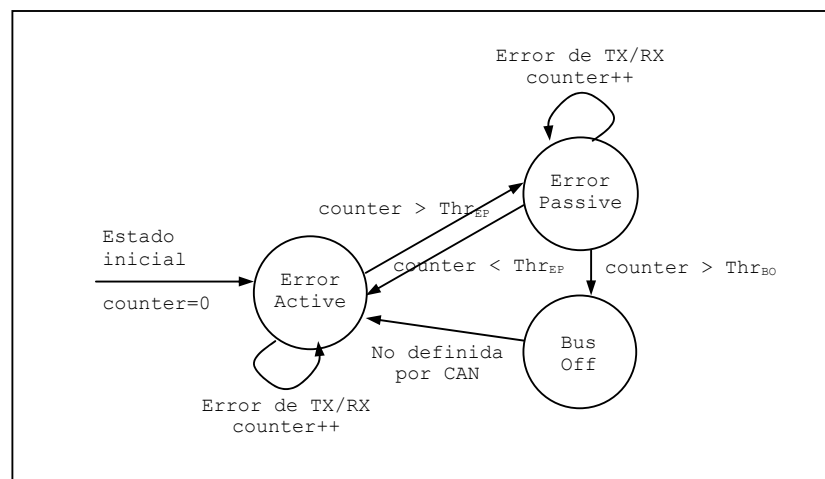 Error de TX/RX
counter++
Error
Passive
counter > Thr_EP
Estado
inicial
counter=0
Error
Active
counter < Thr_EP
counter > Thr_BO
No definida
por CAN
Bus
Off
Error de TX/RX
counter++